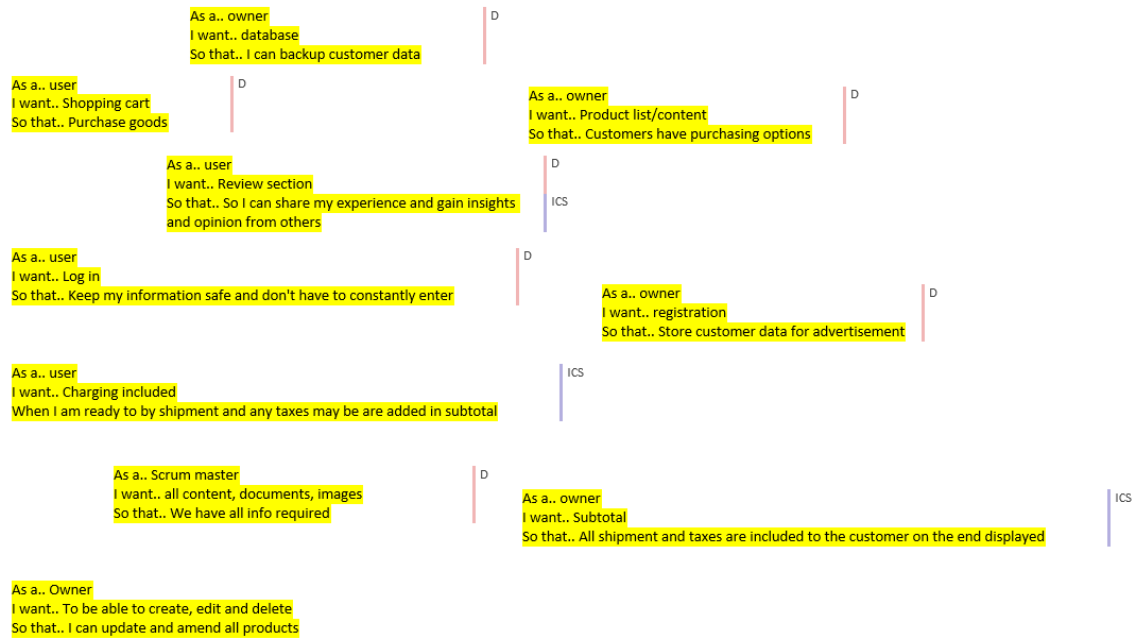 As a.. owner
I want.. database
So that.. I can backup customer data
D
As a.. user
I want.. Shopping cart
So that.. Purchase goods
D
As a.. owner
I want.. Product list/content
So that.. Customers have purchasing options
D
As a.. user
I want.. Review section
So that.. So I can share my experience and gain insights
and opinion from others
D
ICS
As a.. user
I want.. Log in
So that.. Keep my information safe and don't have to constantly enter
D
As a.. owner
I want.. registration
So that.. Store customer data for advertisement
D
As a.. user
I want.. Charging included
When I am ready to by shipment and any taxes may be are added in subtotal
ICS
As a.. Scrum master
I want.. all content, documents, images
So that.. We have all info required
D
As a.. owner
I want.. Subtotal
So that.. All shipment and taxes are included to the customer on the end displayed
ICS
As a.. Owner
I want.. To be able to create, edit and delete
So that.. I can update and amend all products